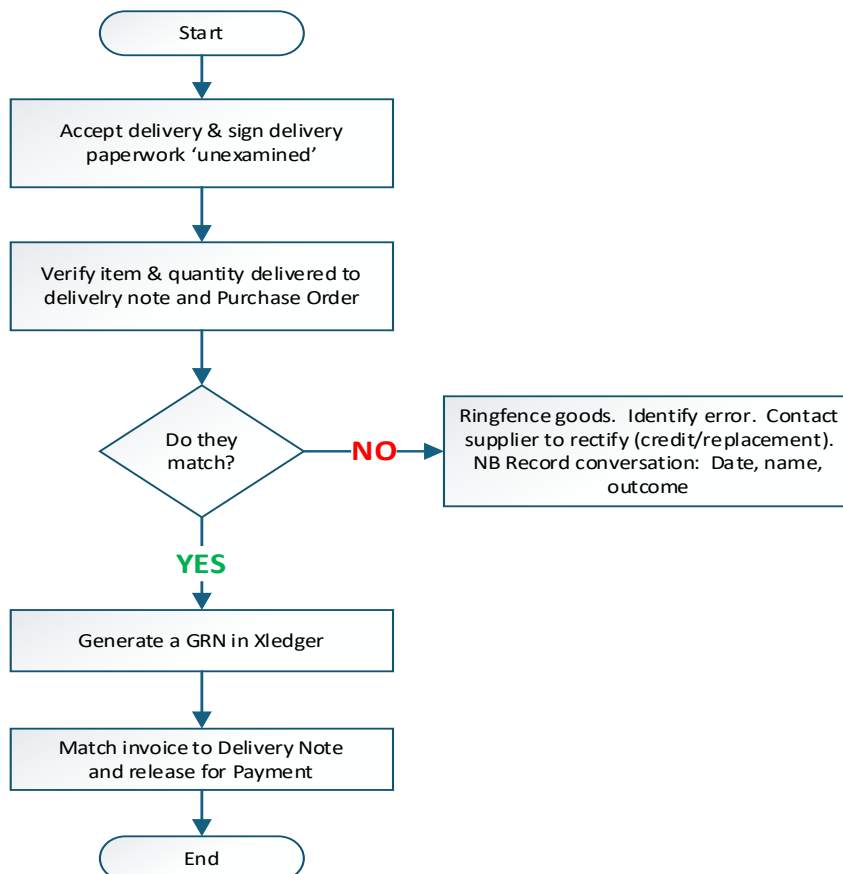 Start
Accept delivery & sign delivery
paperwork ‘unexamined’
Verify item & quantity delivered to
delivelry note and Purchase Order
Do they
match?
NO
Ringfence goods.  Identify error.  Contact
supplier to rectify (credit/replacement).
NB Record conversation:  Date, name,
outcome
YES
Generate a GRN in Xledger
Match invoice to Delivery Note
and release for Payment
End